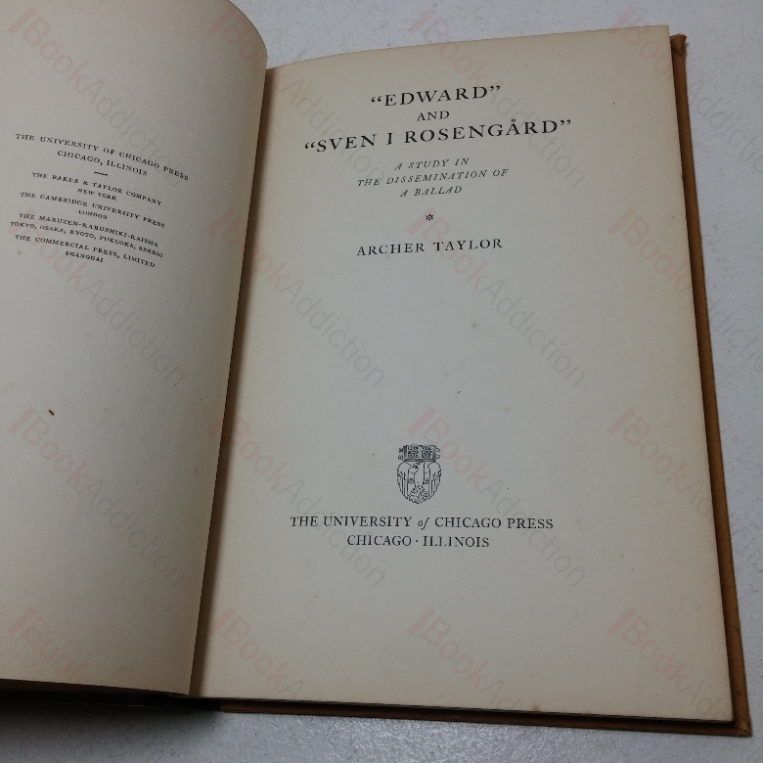 THE UNIVERSITY OF CHICAGO PRESS
CHICAGO, ILLINOIS
THE BAKER & TAYLOR COMPANY
NEW YORK
THE CAMBRIDGE UNIVERSITY PRESS
LONDON
THE MARUZEN-KABUSHIKI-KAISHA
TOKYO, OSAKA, KYOTO, FUKUOKA, SENDAI
THE COMMERCIAL PRESS, LIMITED
SHANGHAI
“EDWARD”
AND
“SVEN I ROSENGÅRD”
A STUDY IN
THE DISSEMINATION OF
A BALLAD
*
ARCHER TAYLOR
THE UNIVERSITY of CHICAGO PRESS
CHICAGO · ILLINOIS
BookAddiction